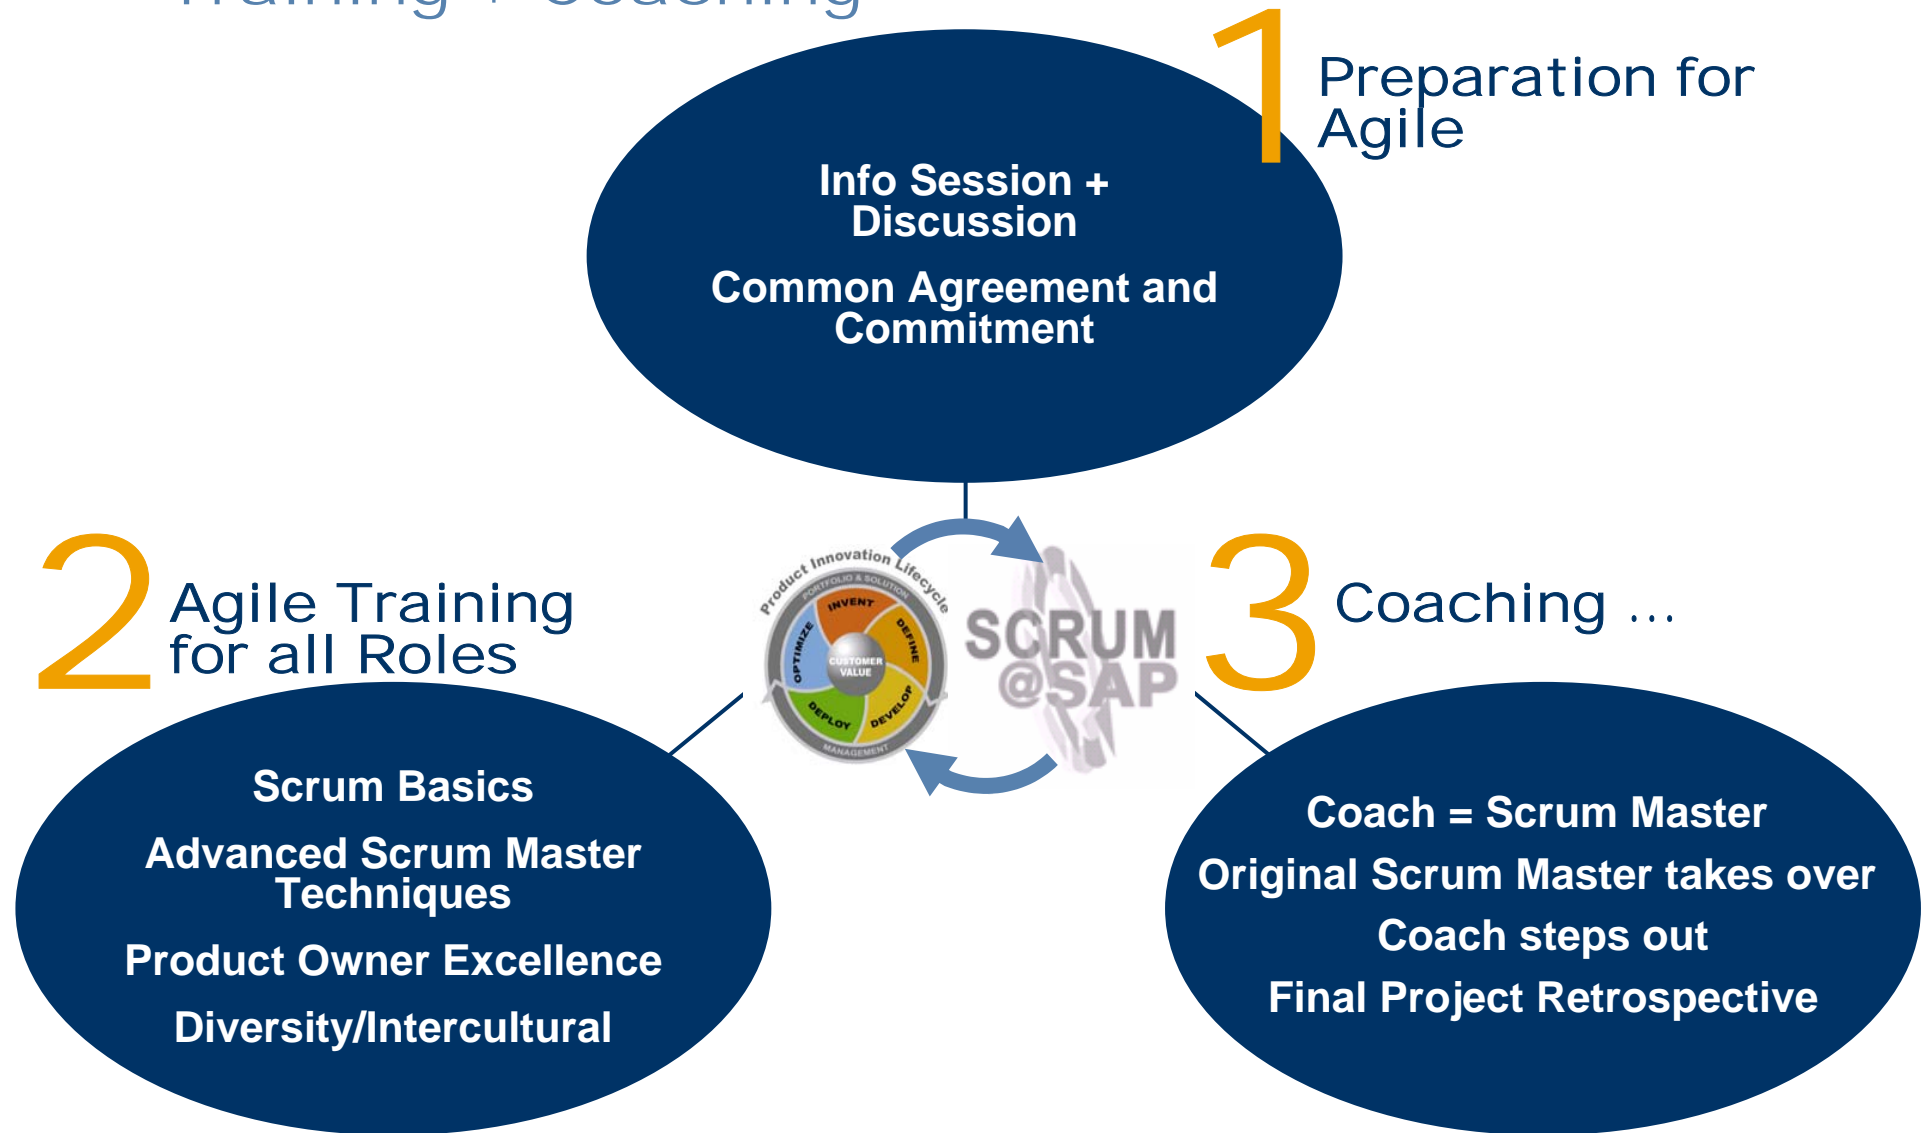 Training + Coaching
1
Preparation for
Agile
Info Session +
Discussion
Common Agreement and
Commitment
2
Agile Training
for all Roles
Scrum Basics
Advanced Scrum Master
Techniques
Product Owner Excellence
Diversity/Intercultural
Product Innovation Lifecycle
PORTFOLIO & SOLUTION
INVENT
DEFINE
DEVELOP
DEPLOY
OPTIMIZE
CUSTOMER
VALUE
MANAGEMENT
SCRUM
@SAP
3
Coaching ...
Coach = Scrum Master
Original Scrum Master takes over
Coach steps out
Final Project Retrospective